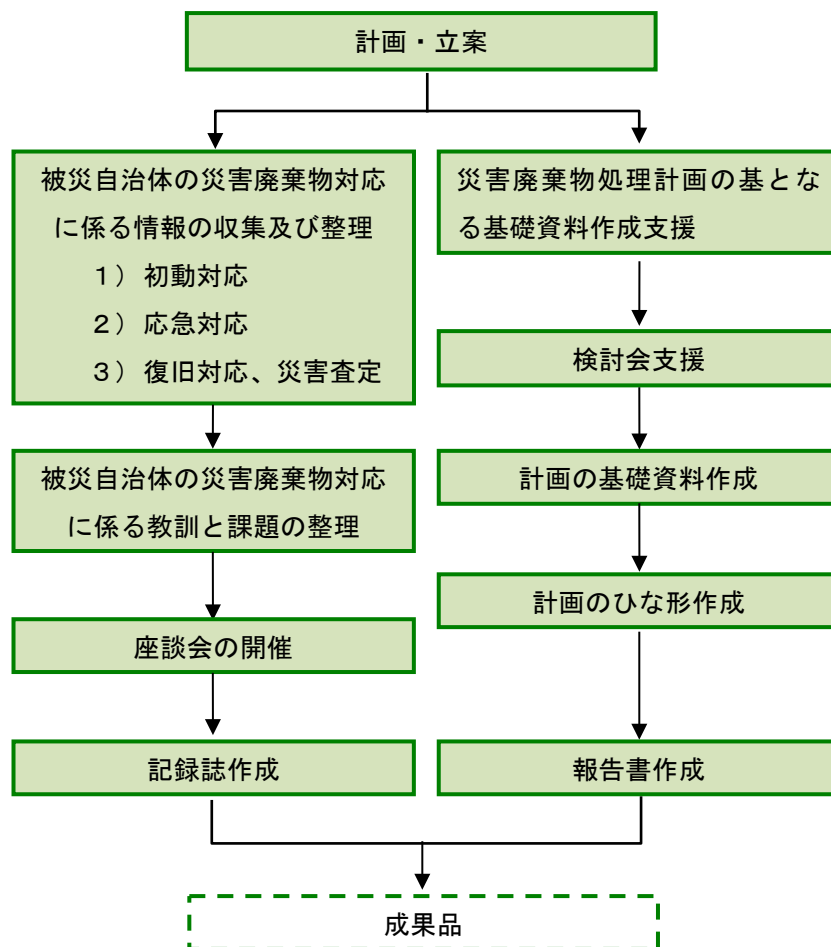 計画・立案
被災自治体の災害廃棄物対応
に係る情報の収集及び整理
1） 初動対応
2） 応急対応
3） 復旧対応、災害査定
被災自治体の災害廃棄物対応
に係る教訓と課題の整理
座談会の開催
記録誌作成
災害廃棄物処理計画の基とな
る基礎資料作成支援
検討会支援
計画の基礎資料作成
計画のひな形作成
報告書作成
成果品